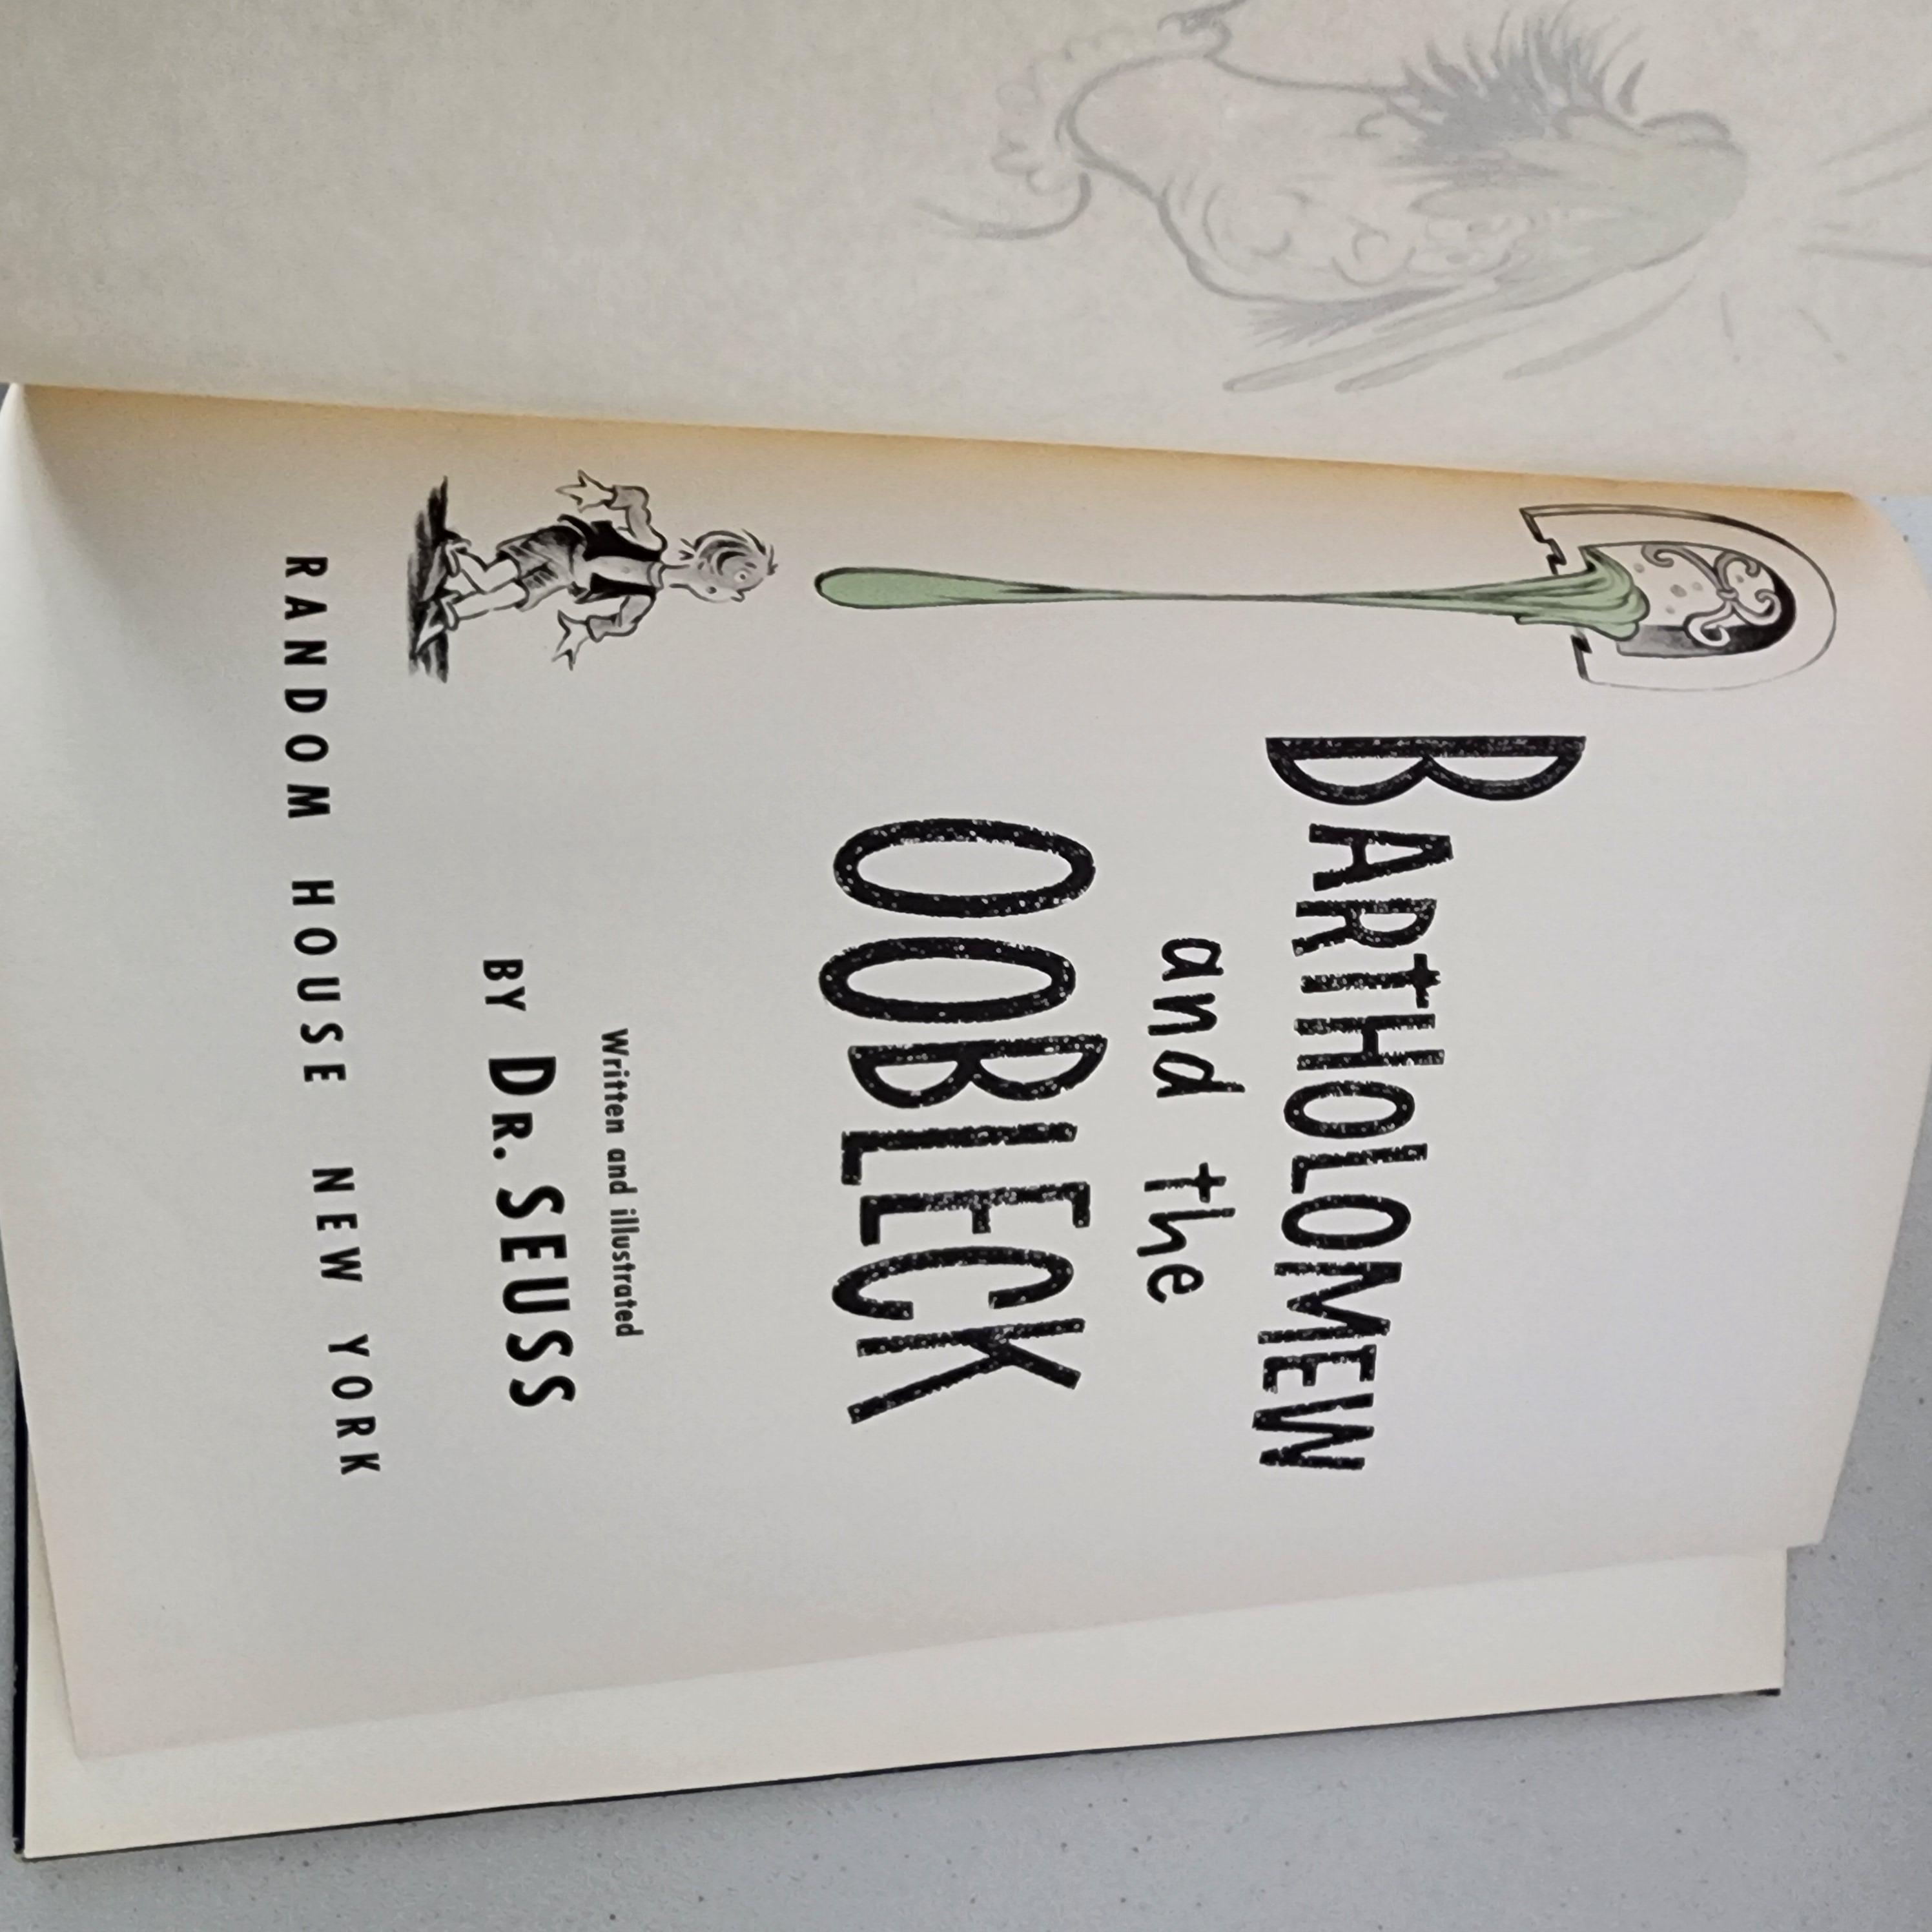 BARTHOLOMEW
and the
OOBLECK
Written and illustrated
BY DR. SEUSS
RANDOM HOUSE NEW YORK